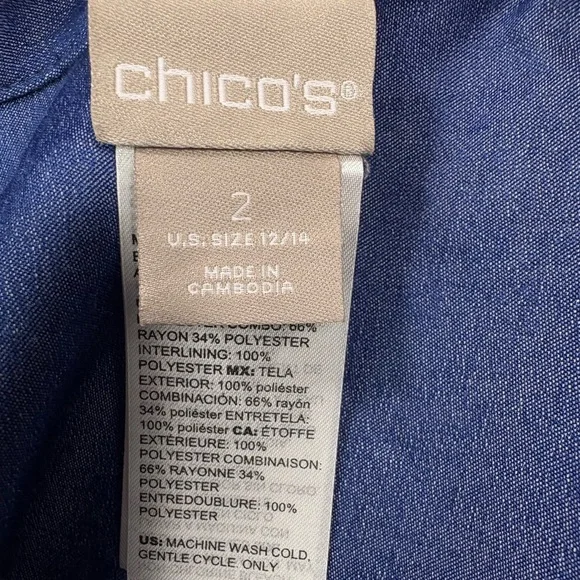 chico's®
2
U.S. SIZE 12/14
MADE IN
CAMBODIA
COMBO: 66%
RAYON 34% POLYESTER
INTERLINING: 100%
POLYESTER MX: TELA
EXTERIOR: 100% poliéster
COMBINACIÓN: 66% rayón
34% poliéster ENTRETELA:
100% poliéster CA: ÉTOFFE
EXTÉRIEURE: 100%
POLYESTER COMBINAISON:
66% RAYONNE 34%
POLYESTER
ENTREDOUBLURE: 100%
POLYESTER
US: MACHINE WASH COLD,
GENTLE CYCLE. ONLY